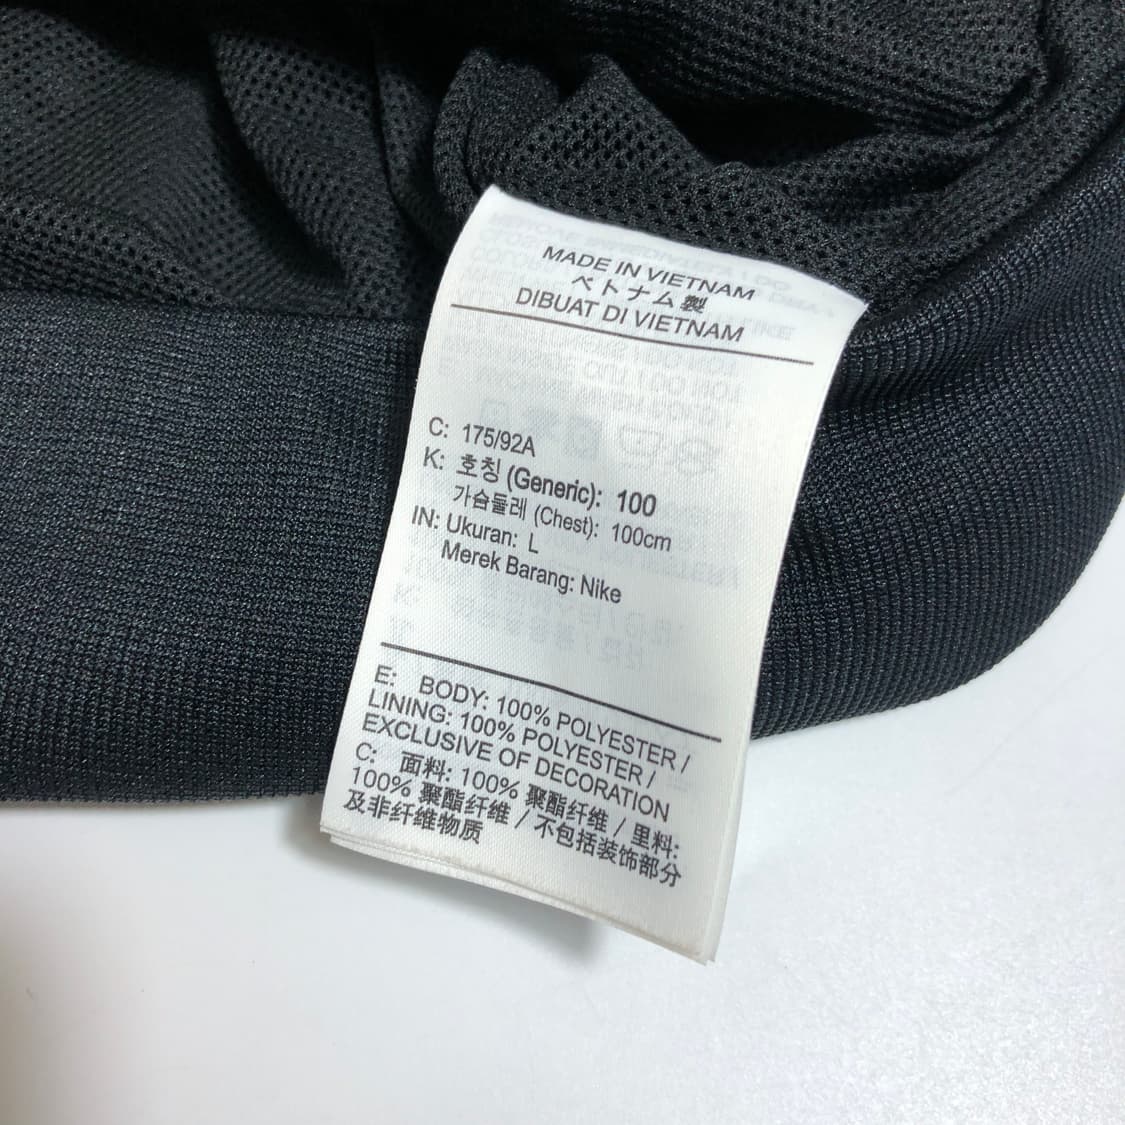 MADE IN VIETNAM
ベトナム製
DIBUAT DI VIETNAM
C: 175/92A
K: 호칭 (Generic): 100
가슴둘레 (Chest): 100cm
IN: Ukuran: L
Merek Barang: Nike
E: BODY: 100% POLYESTER /
LINING: 100% POLYESTER /
EXCLUSIVE OF DECORATION
C: 面料: 100% 聚酯纤维 / 里料:
100% 聚酯纤维 / 不包括装饰部分
及非纤维物质